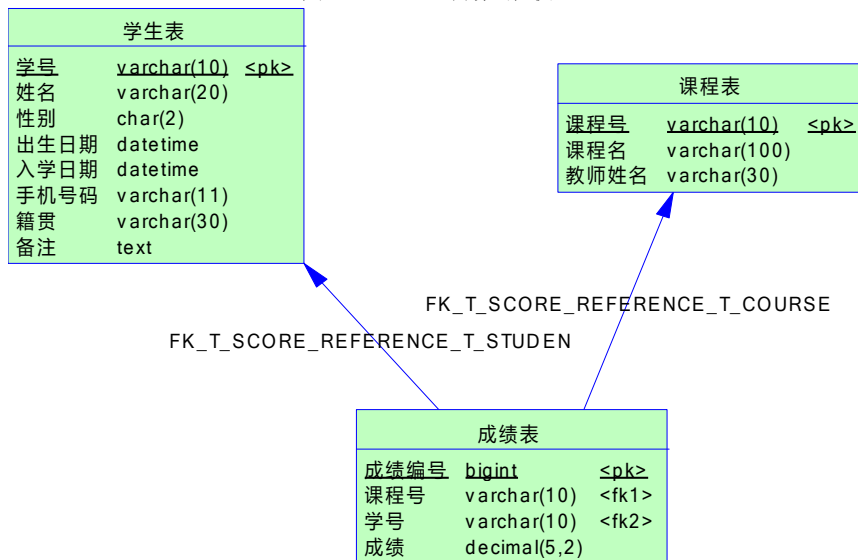 学生表
学号 varchar(10) <pk>
姓名 varchar(20)
性别 char(2)
出生日期 datetime
入学日期 datetime
手机号码 varchar(11)
籍贯 varchar(30)
备注 text
课程表
课程号 varchar(10) <pk>
课程名 varchar(100)
教师姓名 varchar(30)
FK_T_SCORE_REFERENCE_T_COURSE
FK_T_SCORE_REFERENCE_T_STUDEN
成绩表
成绩编号 bigint <pk>
课程号 varchar(10) <fk1>
学号 varchar(10) <fk2>
成绩 decimal(5,2)